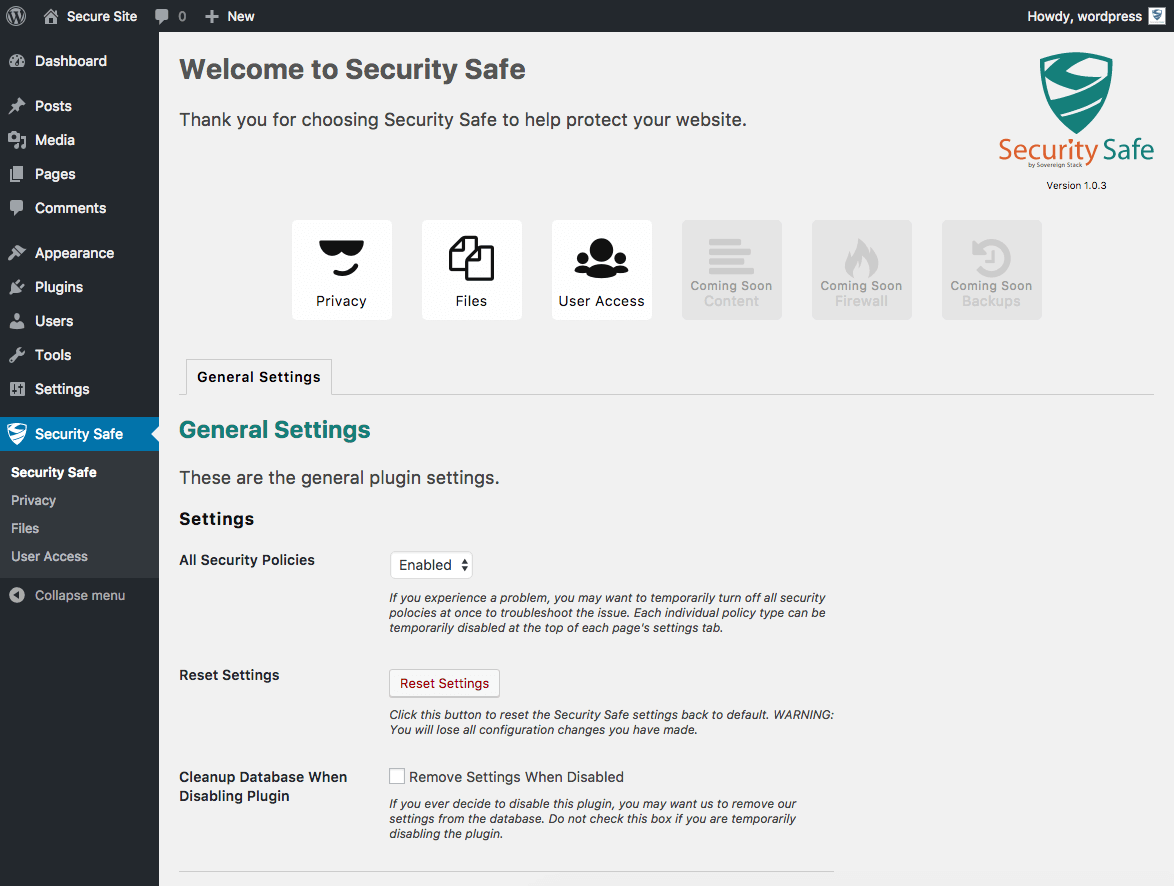 Secure Site 0 New Howdy, wordpress
Dashboard
Posts
Media
Pages
Comments
Appearance
Plugins
Users
Tools
Settings
Security Safe
Security Safe
Privacy
Files
User Access
Collapse menu
Welcome to Security Safe
Thank you for choosing Security Safe to help protect your website.
Security Safe
by Sovereign Stack
Version 1.0.3
Privacy
Files
User Access
Coming Soon
Content
Coming Soon
Firewall
Coming Soon
Backups
General Settings
General Settings
These are the general plugin settings.
Settings
All Security Policies
Enabled
If you experience a problem, you may want to temporarily turn off all security
polocies at once to troubleshoot the issue. Each individual policy type can be
temporarily disabled at the top of each page's settings tab.
Reset Settings
Reset Settings
Click this button to reset the Security Safe settings back to default. WARNING:
You will lose all configuration changes you have made.
Cleanup Database When
Disabling Plugin
Remove Settings When Disabled
If you ever decide to disable this plugin, you may want us to remove our
settings from the database. Do not check this box if you are temporarily
disabling the plugin.